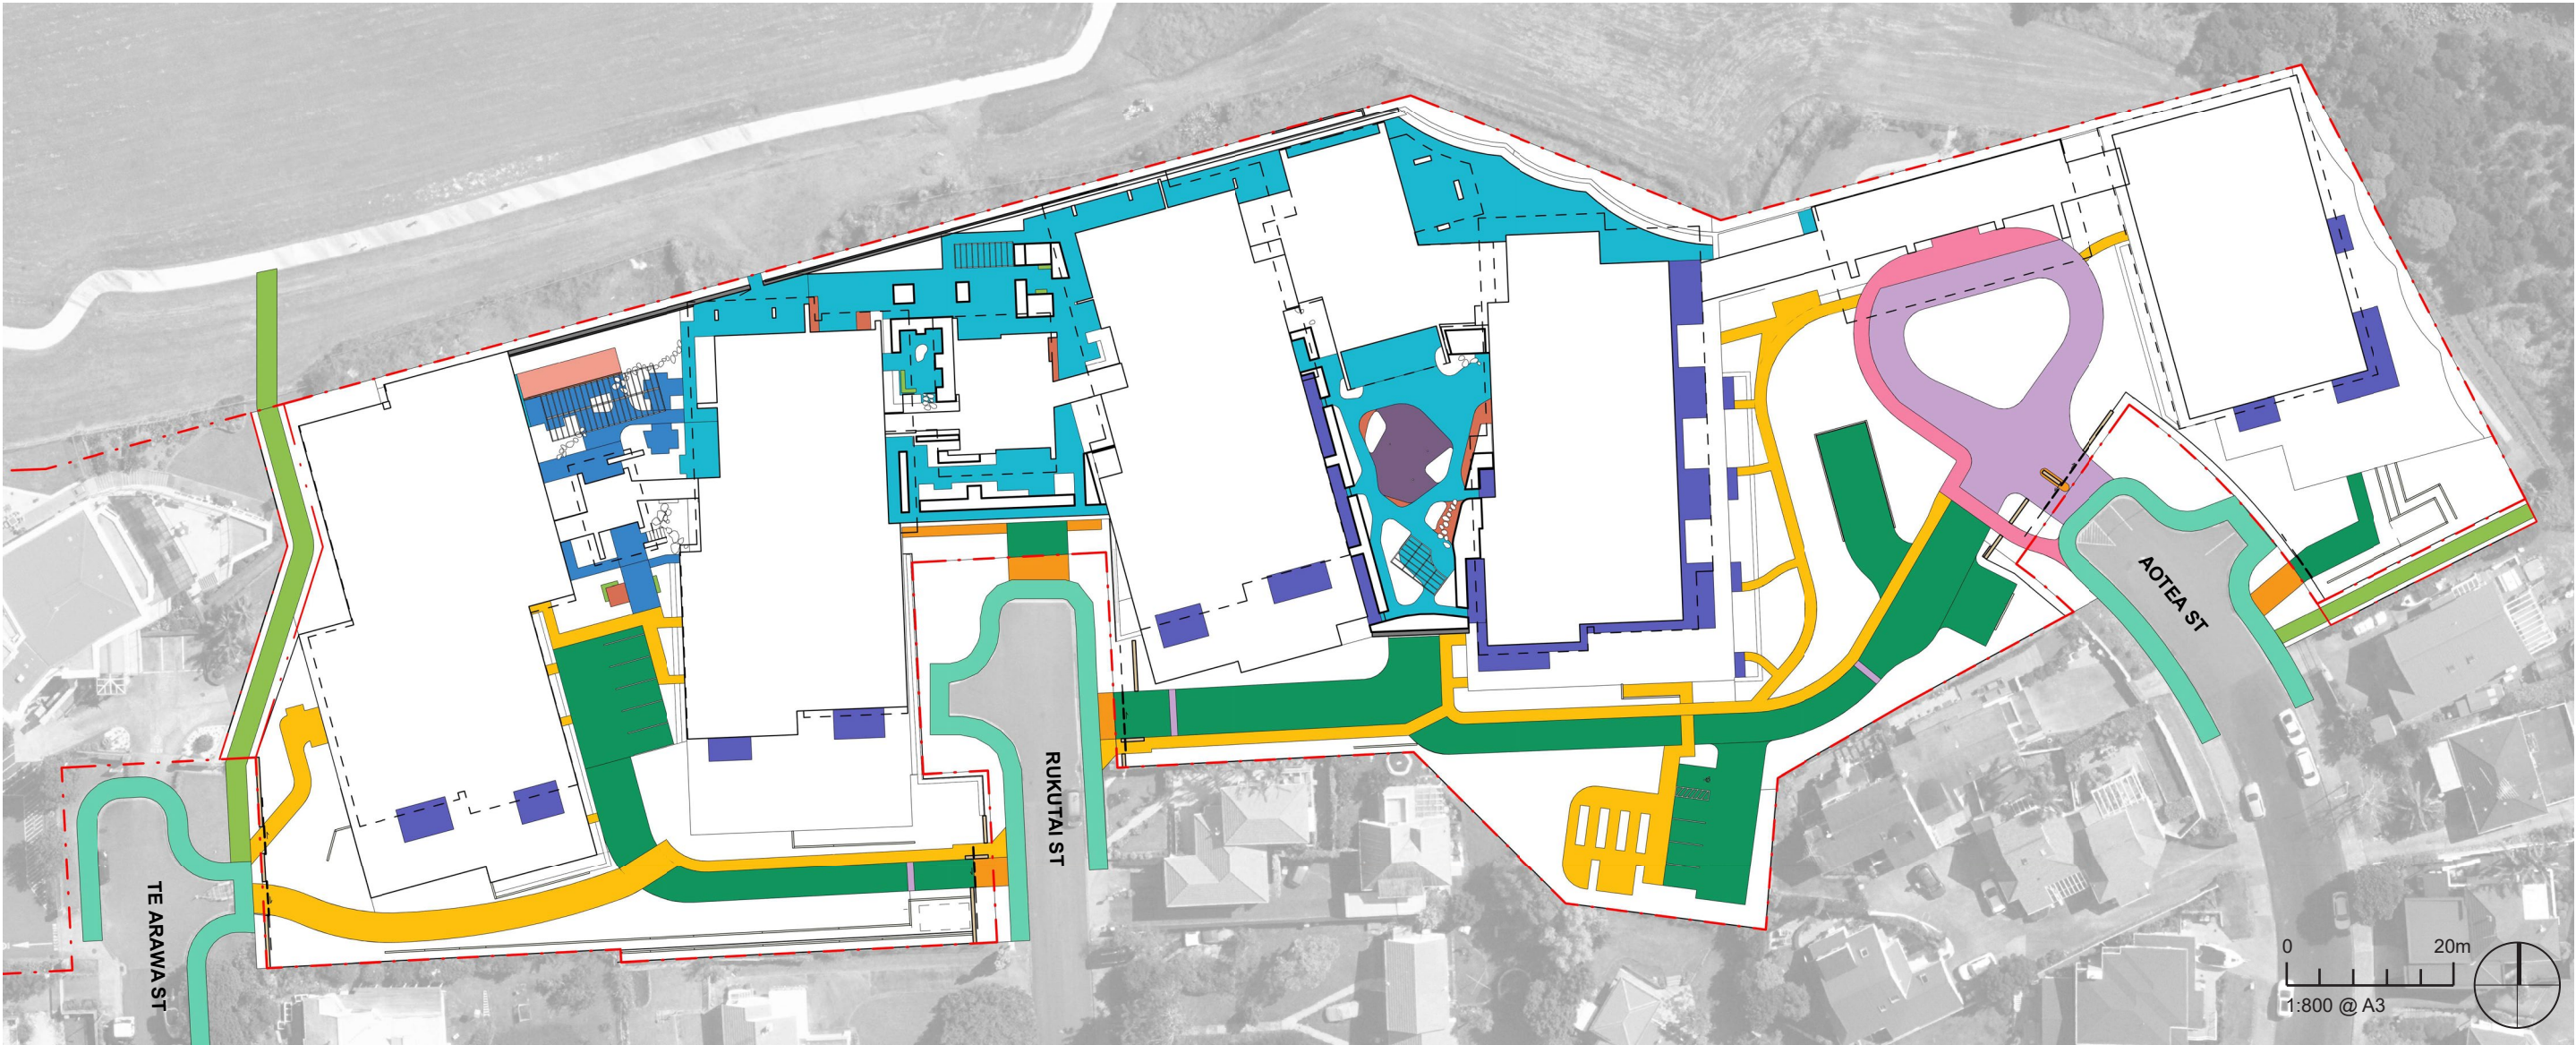 TE ARAWA ST
RUKUTAI ST
AOTEA ST
0 20m
1:800 @ A3